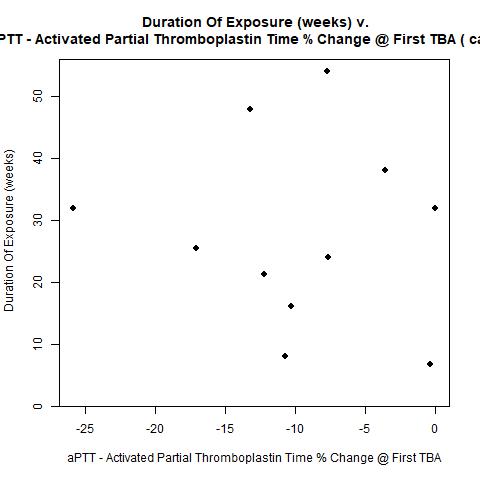 Duration Of Exposure (weeks) v.
PTT - Activated Partial Thromboplastin Time % Change @ First TBA ( ca
Duration Of Exposure (weeks)
50
40
30
20
10
0
-25 -20 -15 -10 -5 0
aPTT - Activated Partial Thromboplastin Time % Change @ First TBA